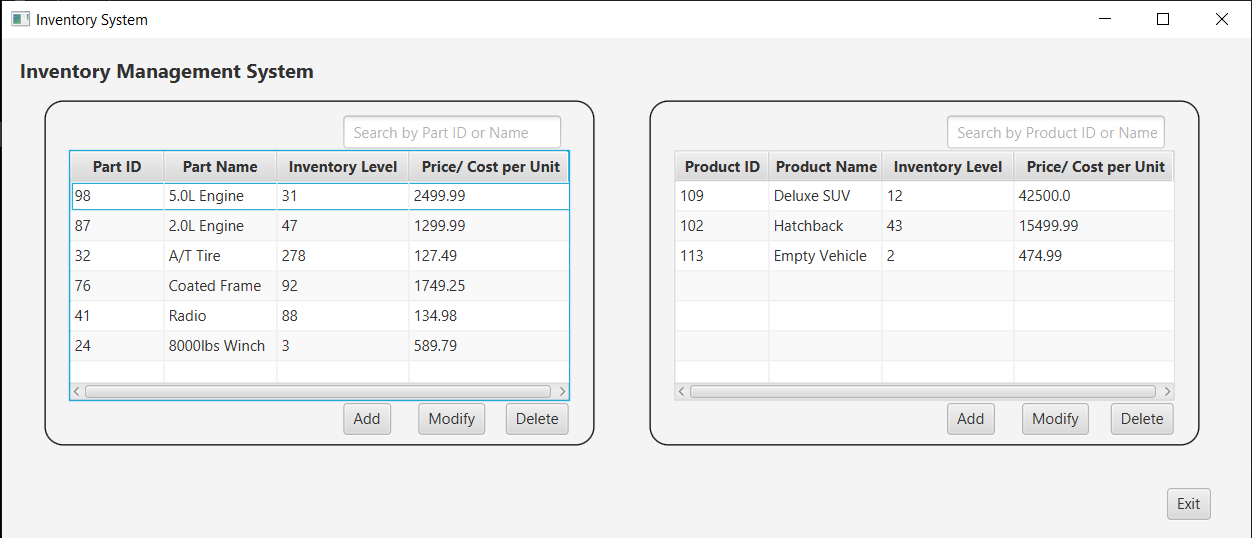 Inventory System
Inventory Management System
Search by Part ID or Name
Part ID Part Name Inventory Level Price/ Cost per Unit
98 5.0L Engine 31 2499.99
87 2.0L Engine 47 1299.99
32 A/T Tire 278 127.49
76 Coated Frame 92 1749.25
41 Radio 88 134.98
24 8000lbs Winch 3 589.79
Add Modify Delete
Search by Product ID or Name
Product ID Product Name Inventory Level Price/ Cost per Unit
109 Deluxe SUV 12 42500.0
102 Hatchback 43 15499.99
113 Empty Vehicle 2 474.99
Add Modify Delete
Exit